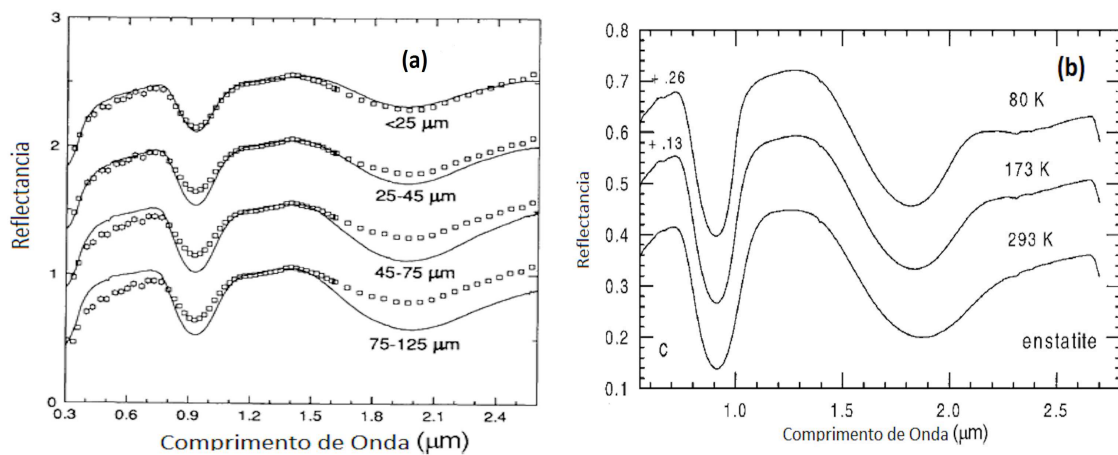 Reflectancia
3
2
1
0
(a)
<25 µm
25-45 µm
45-75 µm
75-125 µm
0.3 0.6 0.9 1.2 1.5 1.8 2.1 2.4
Comprimento de Onda (µm)
Reflectancia
0.8
0.7
0.6
0.5
0.4
0.3
0.2
0.1
(b)
+ .26
+ .13
80 K
173 K
293 K
C
enstatite
1.0 1.5 2.0 2.5
Comprimento de Onda (µm)